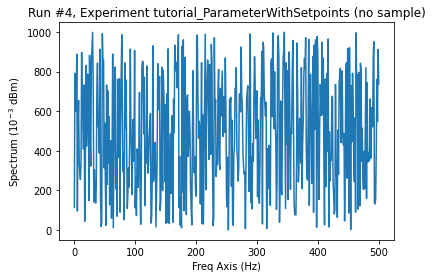 Run #4, Experiment tutorial_ParameterWithSetpoints (no sample)
Spectrum (10⁻³ dBm)
1000
800
600
400
200
0
0 100 200 300 400 500
Freq Axis (Hz)